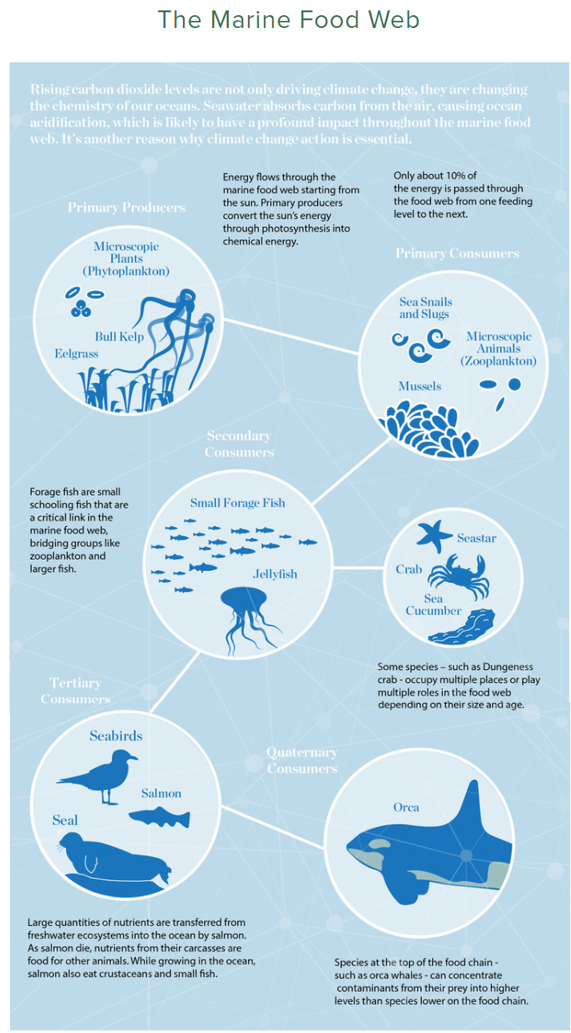 The Marine Food Web
Rising carbon dioxide levels are not only driving climate change, they are changing
the chemistry of our oceans. Seawater absorbs carbon from the air, causing ocean
acidification, which is likely to have a profound impact throughout the marine food
web. It's another reason why climate change action is essential.
Energy flows through the
marine food web starting from
the sun. Primary producers
convert the sun's energy
through photosynthesis into
chemical energy.
Only about 10% of
the energy is passed through
the food web from one feeding
level to the next.
Primary Producers
Microscopic
Plants
(Phytoplankton)
Bull Kelp
Eelgrass
Primary Consumers
Sea Snails
and Slugs
Microscopic
Animals
(Zooplankton)
Mussels
Secondary
Consumers
Small Forage Fish
Jellyfish
Forage fish are small
schooling fish that are
a critical link in the
marine food web,
bridging groups like
zooplankton and
larger fish.
Seastar
Crab
Sea
Cucumber
Some species – such as Dungeness
crab - occupy multiple places or play
multiple roles in the food web
depending on their size and age.
Tertiary
Consumers
Seabirds
Salmon
Seal
Quaternary
Consumers
Orca
Large quantities of nutrients are transferred from
freshwater ecosystems into the ocean by salmon.
As salmon die, nutrients from their carcasses are
food for other animals. While growing in the ocean,
salmon also eat crustaceans and small fish.
Species at the top of the food chain -
such as orca whales - can concentrate
contaminants from their prey into higher
levels than species lower on the food chain.